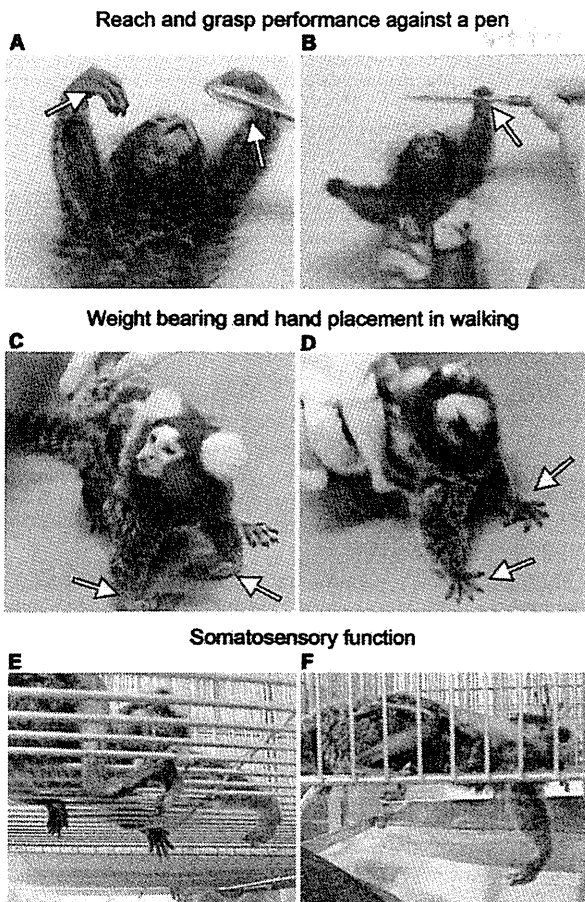 Reach and grasp performance against a pen
A B
Weight bearing and hand placement in walking
C D
Somatosensory function
E F